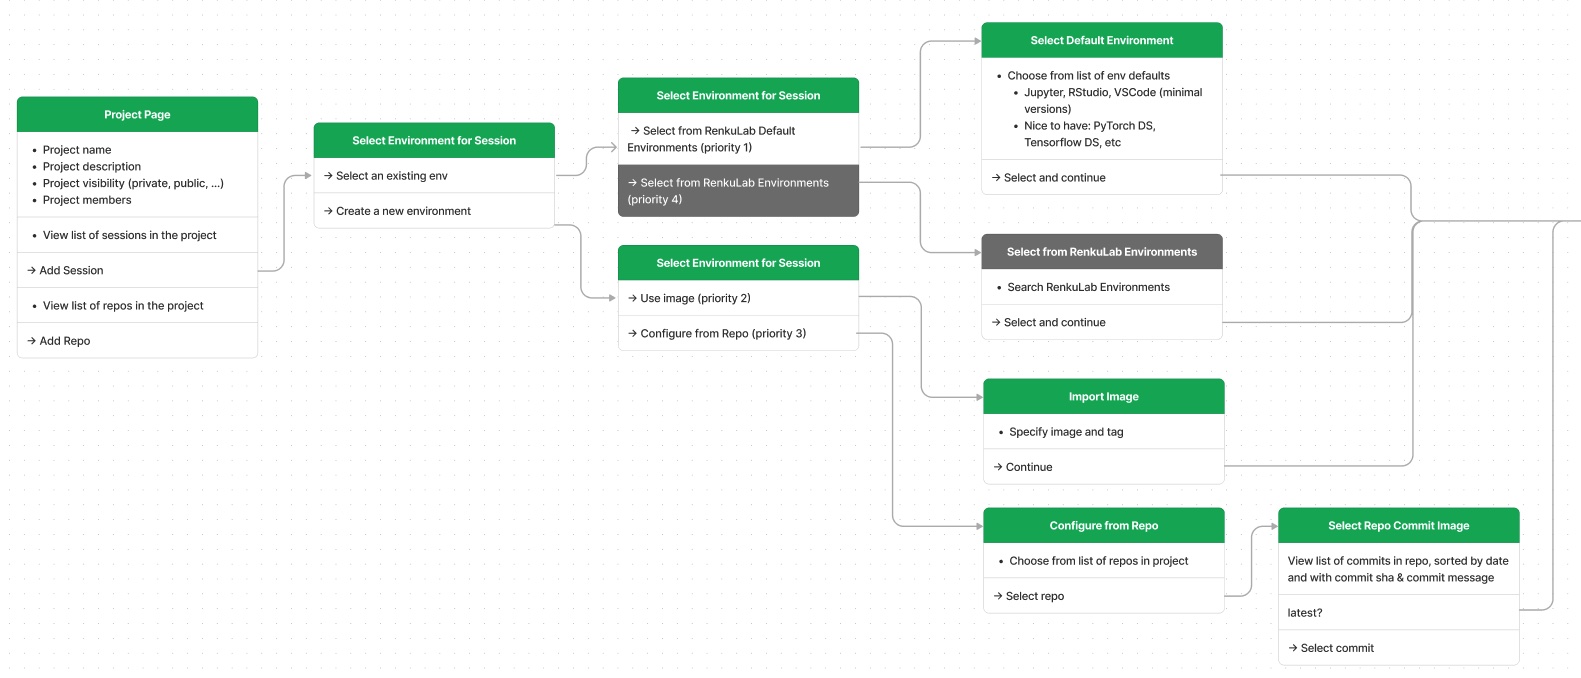 Project Page
• Project name
• Project description
• Project visibility (private, public, ...)
• Project members
• View list of sessions in the project
→ Add Session
• View list of repos in the project
→ Add Repo
Select Environment for Session
→ Select an existing env
→ Create a new environment
Select Environment for Session
→ Select from RenkuLab Default
Environments (priority 1)
→ Select from RenkuLab Environments
(priority 4)
Select Environment for Session
→ Use image (priority 2)
→ Configure from Repo (priority 3)
Select Default Environment
• Choose from list of env defaults
• Jupyter, RStudio, VSCode (minimal
versions)
• Nice to have: PyTorch DS,
Tensorflow DS, etc
→ Select and continue
Select from RenkuLab Environments
• Search RenkuLab Environments
→ Select and continue
Import Image
• Specify image and tag
→ Continue
Configure from Repo
• Choose from list of repos in project
→ Select repo
Select Repo Commit Image
View list of commits in repo, sorted by date
and with commit sha & commit message
latest?
→ Select commit